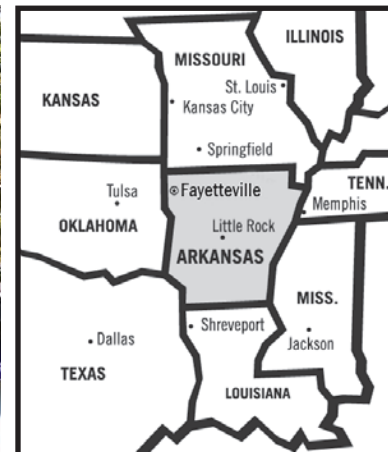 ILLINOIS
MISSOURI
St. Louis
KANSAS
Kansas City
Springfield
TENN.
Tulsa
Fayetteville
Memphis
OKLAHOMA
Little Rock
ARKANSAS
MISS.
Shreveport
Dallas
Jackson
TEXAS
LOUISIANA